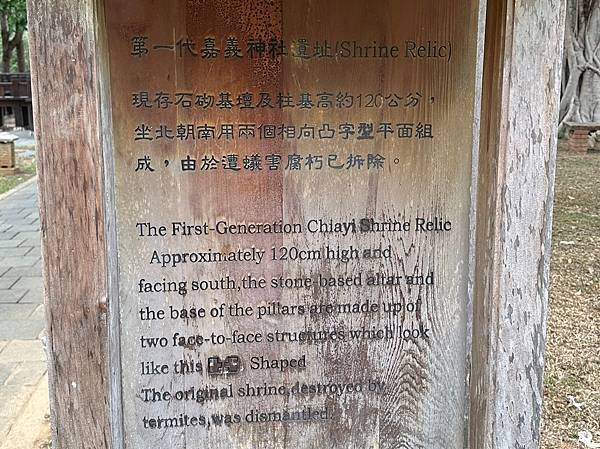 第一代嘉義神社遺址(Shrine Relic)
現存石砌基壇及柱基高約120公分，
坐北朝南用兩個相向凸字型平面組
成，由於遭蟻害腐朽已拆除。
The First-Generation Chiayi Shrine Relic
Approximately 120cm high and
facing south,the stone-based altar and
the base of the pillars are made up of
two face-to-face structures which look
like this Shaped
The original shrine,destroyed by
termites,was dismantled.